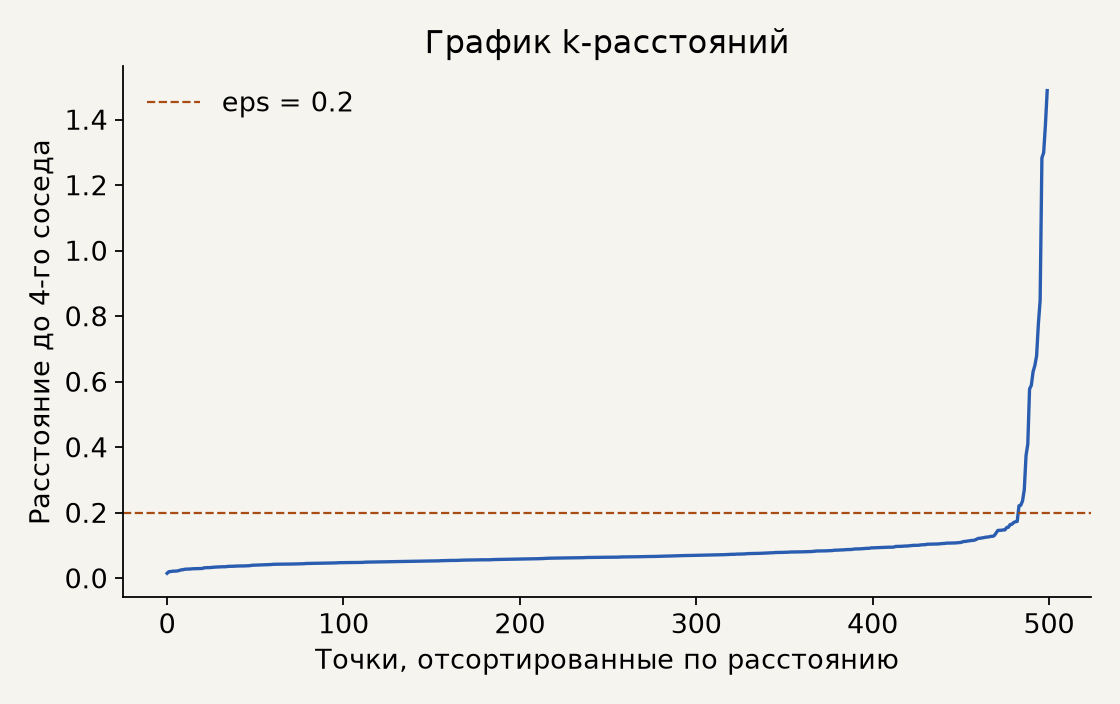 График k-расстояний
eps = 0.2
Расстояние до 4-го соседа
1.4
1.2
1.0
0.8
0.6
0.4
0.2
0.0
0 100 200 300 400 500
Точки, отсортированные по расстоянию